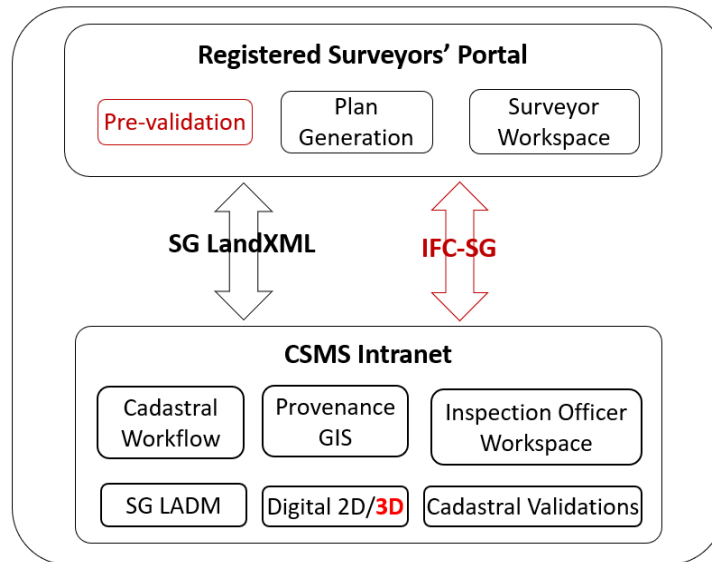 Registered Surveyors’ Portal
Pre-validation
Plan
Generation
Surveyor
Workspace
SG LandXML
IFC-SG
CSMS Intranet
Cadastral
Workflow
Provenance
GIS
Inspection Officer
Workspace
SG LADM
Digital 2D/3D
Cadastral Validations